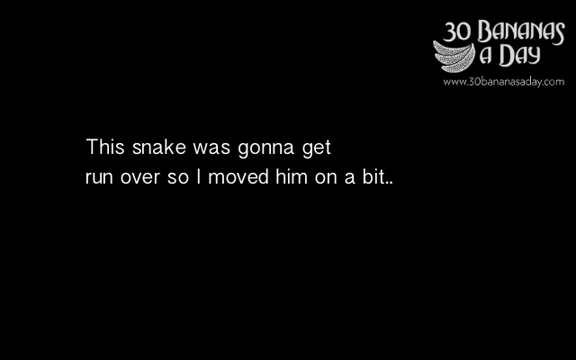 30 BANANAS
A DAY
www.30bananasaday.com
This snake was gonna get
run over so I moved him on a bit..